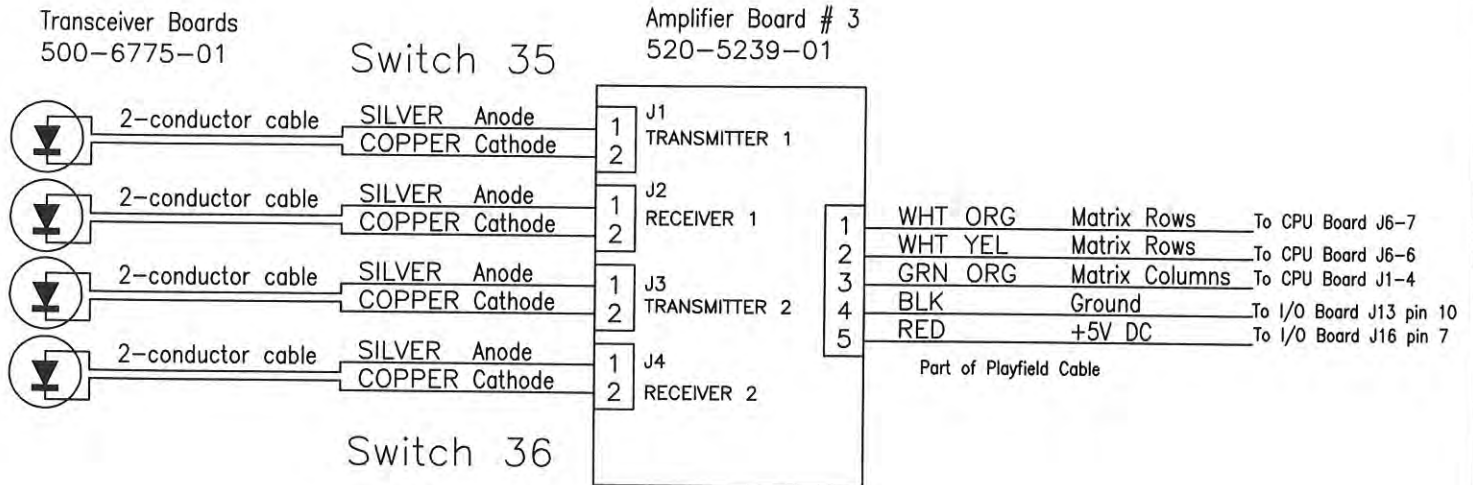 Transceiver Boards
500-6775-01
Switch 35
Amplifier Board # 3
520-5239-01
2-conductor cable SILVER Anode
COPPER Cathode
1
2
J1
TRANSMITTER 1
2-conductor cable SILVER Anode
COPPER Cathode
1
2
J2
RECEIVER 1
2-conductor cable SILVER Anode
COPPER Cathode
1
2
J3
TRANSMITTER 2
2-conductor cable SILVER Anode
COPPER Cathode
1
2
J4
RECEIVER 2
Switch 36
1 WHT ORG Matrix Rows To CPU Board J6-7
2 WHT YEL Matrix Rows To CPU Board J6-6
3 GRN ORG Matrix Columns To CPU Board J1-4
4 BLK Ground To I/O Board J13 pin 10
5 RED +5V DC To I/O Board J16 pin 7
Part of Playfield Cable